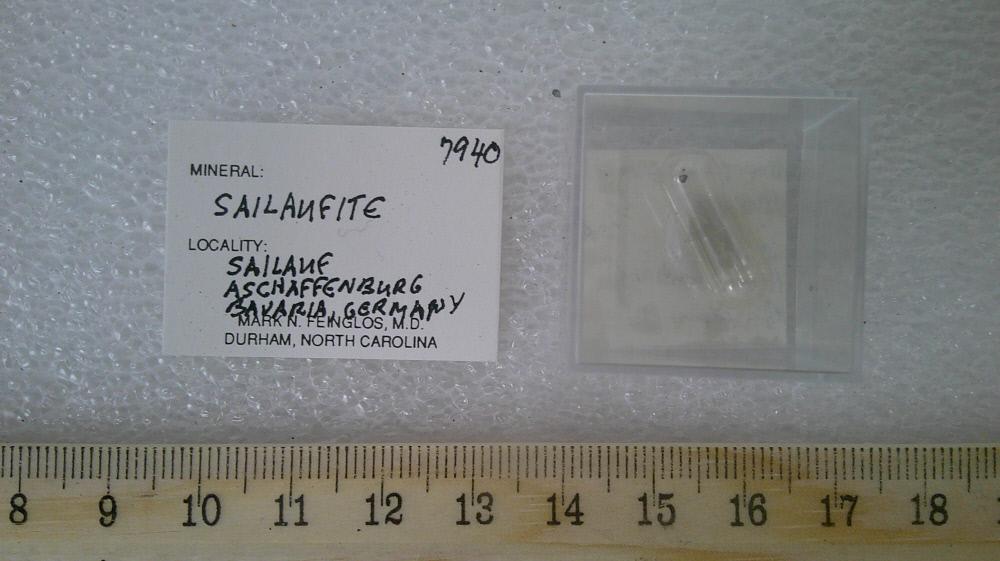 7940
MINERAL:
SAILAUFITE
LOCALITY:
SAILAUF
ASCHAFFENBURG
BAVARIA, GERMANY
MARK N. FEINGLOS, M.D.
DURHAM, NORTH CAROLINA
8 9 10 11 12 13 14 15 16 17 18